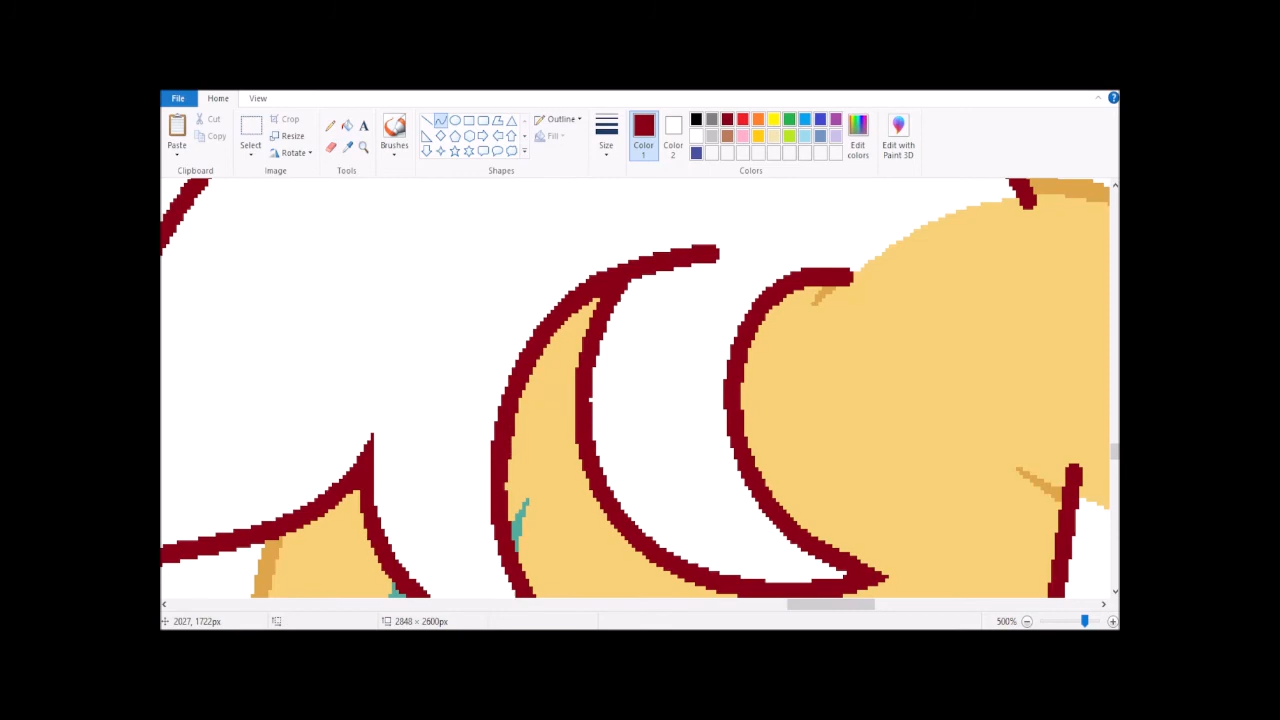 File Home View
Paste
Cut
Copy
Clipboard
Select
Crop
Resize
Rotate
Image
A
Tools
Brushes
Outline
Fill
Shapes
Size
Color 1
Color 2
Edit colors
Colors
Edit with Paint 3D
?
2027, 1722px 2848 × 2600px 500%